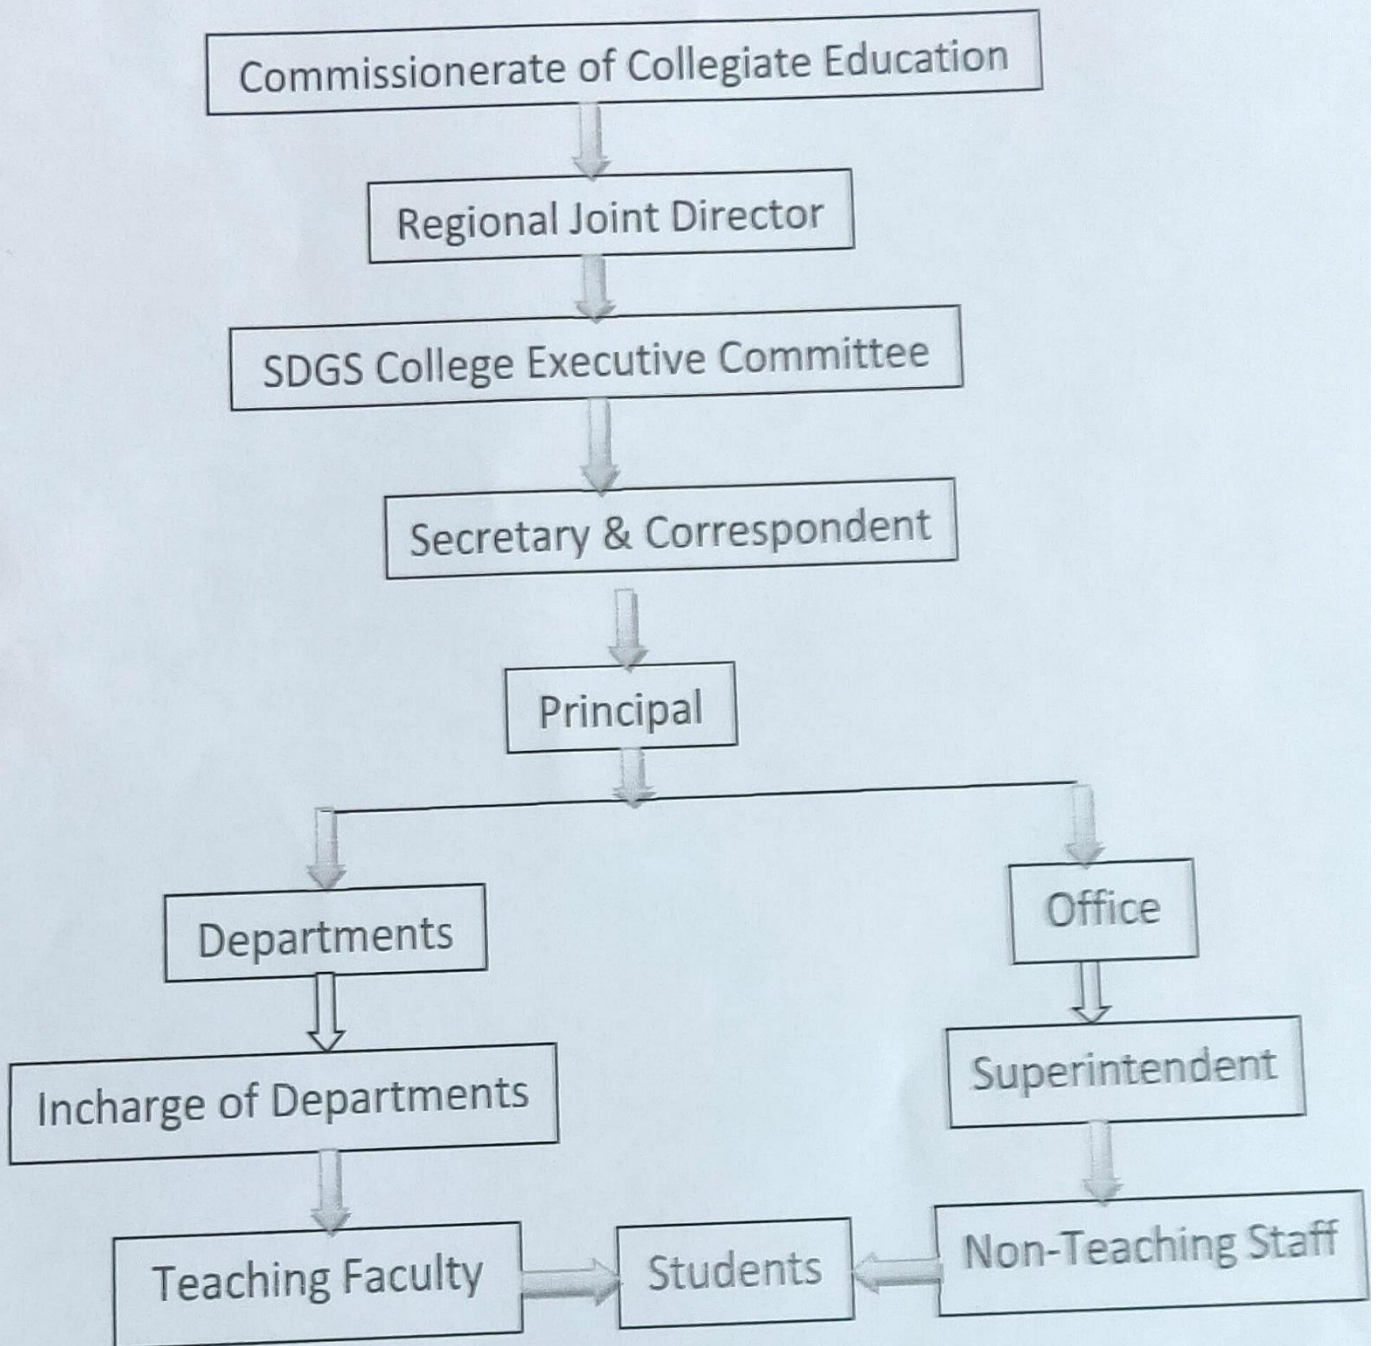 Commissionerate of Collegiate Education
Regional Joint Director
SDGS College Executive Committee
Secretary & Correspondent
Principal
Departments
Office
Incharge of Departments
Superintendent
Teaching Faculty
Students
Non-Teaching Staff